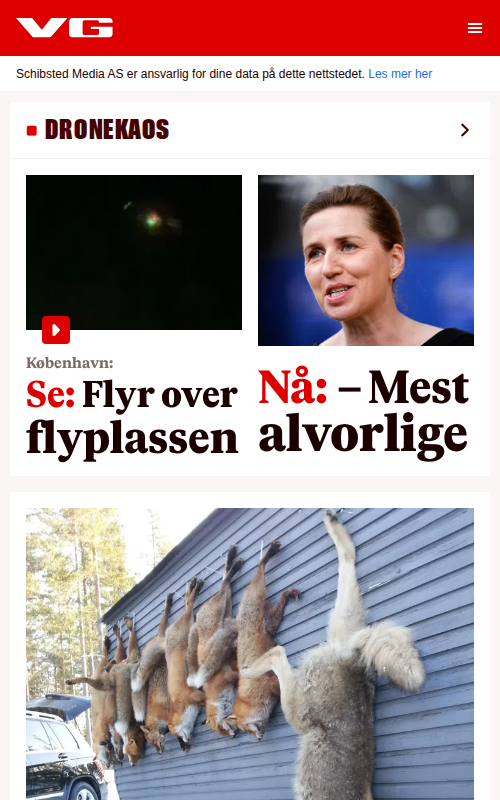 VG
Schibsted Media AS er ansvarlig for dine data på dette nettstedet. Les mer her
DRONEKAOS
København:
Se: Flyr over
flyplassen
Nå: – Mest
alvorlige